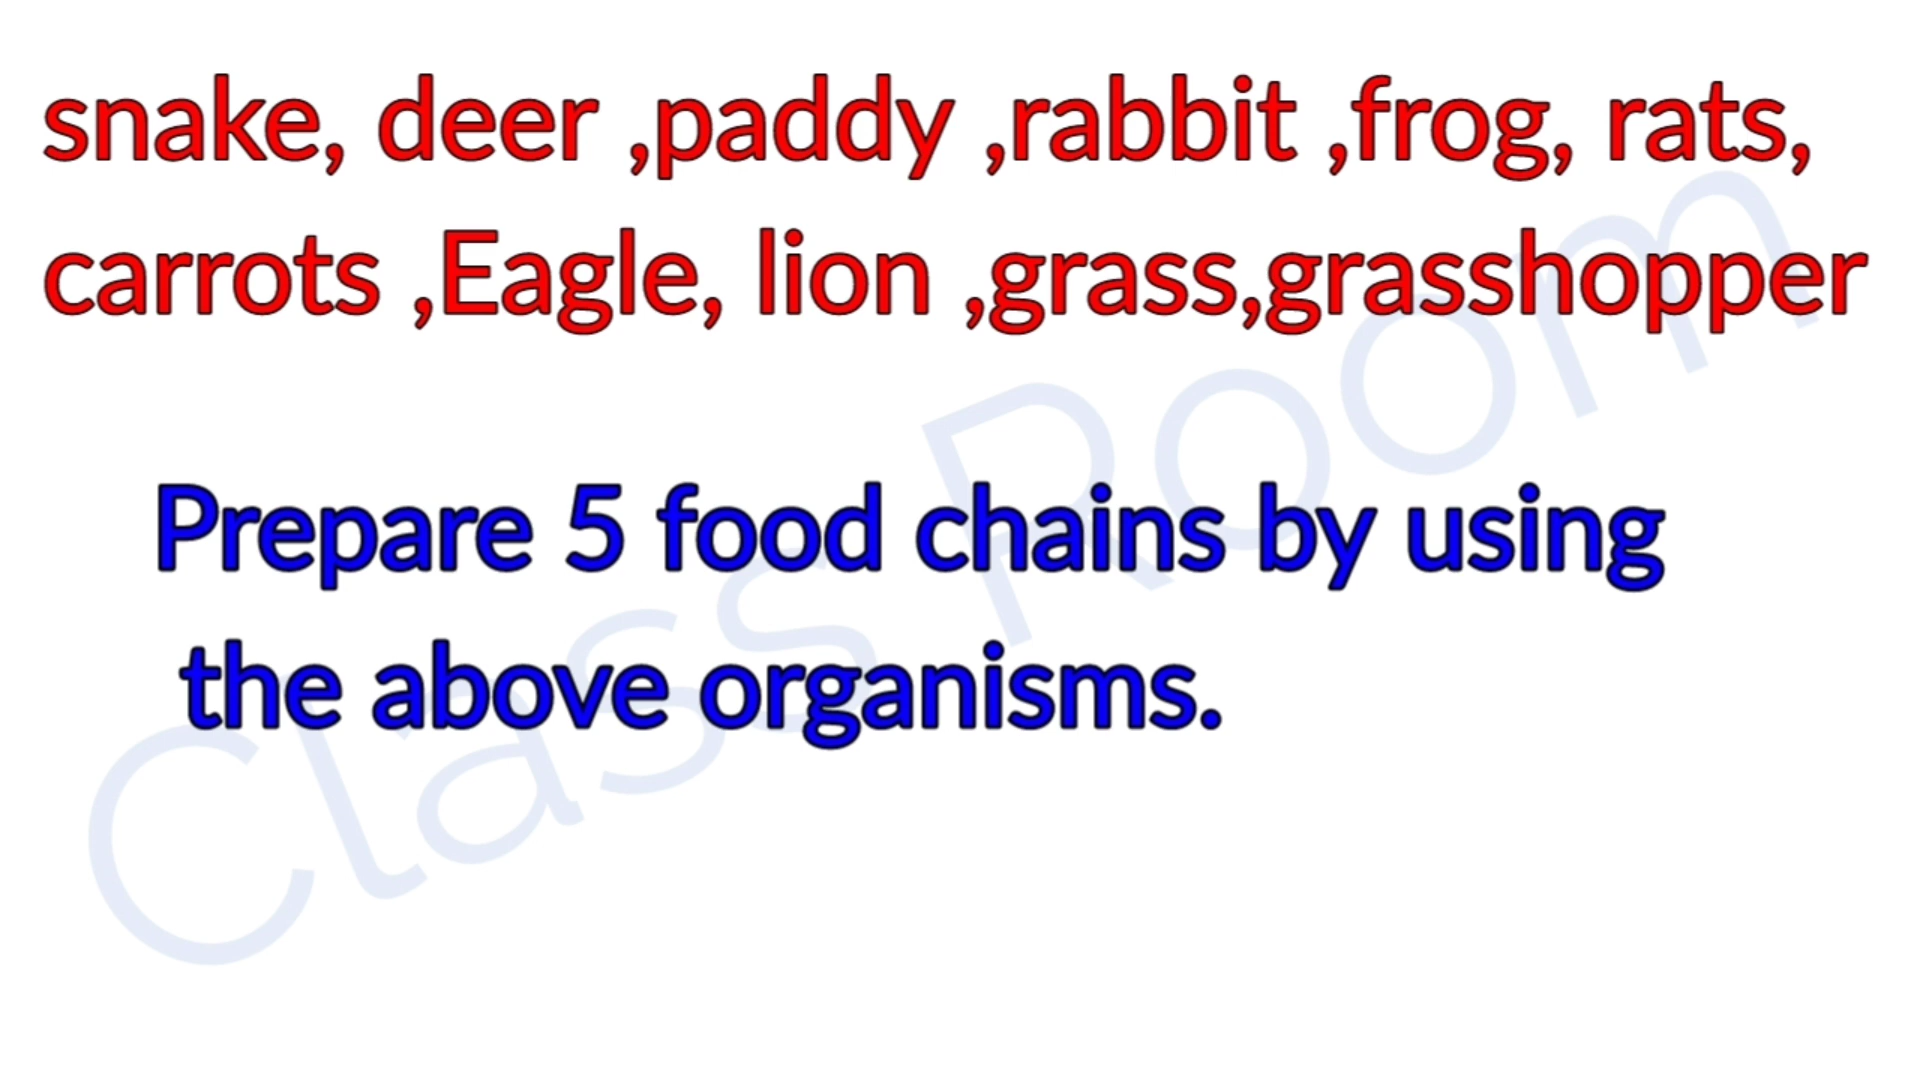 snake, deer ,paddy ,rabbit ,frog, rats,
carrots ,Eagle, lion ,grass,grasshopper
Prepare 5 food chains by using
the above organisms.
Class Room